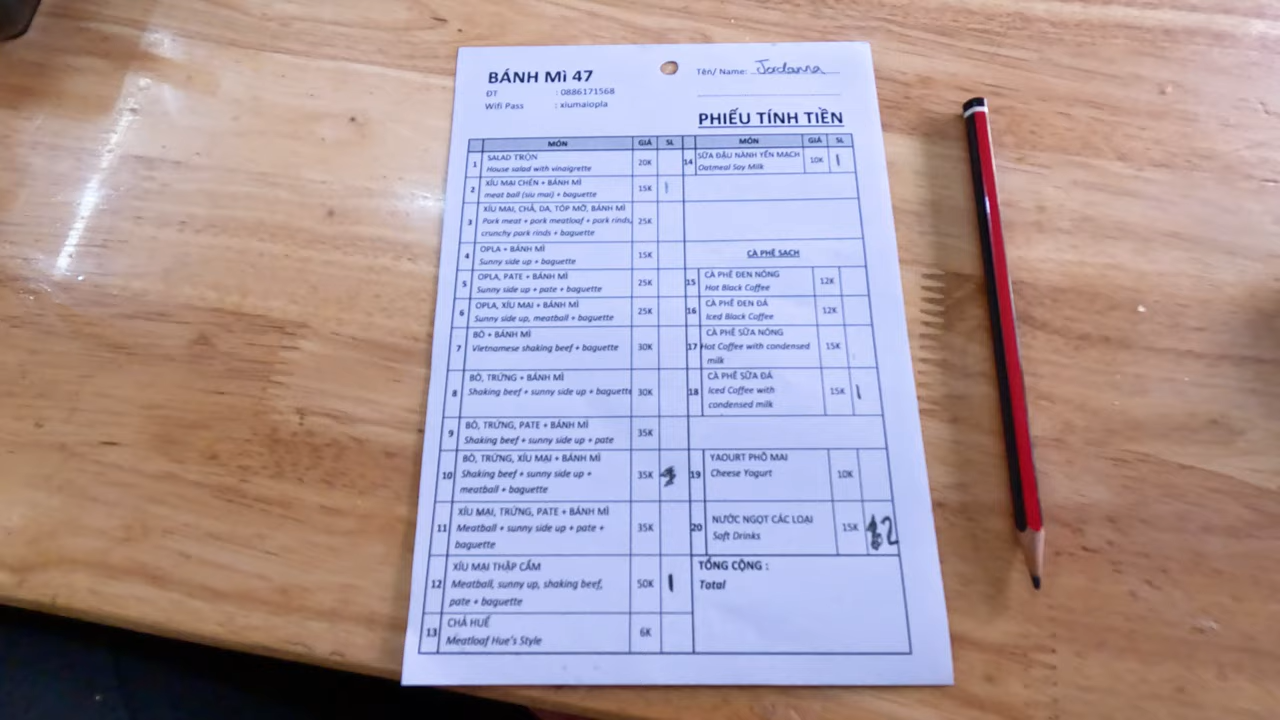 BÁNH Mì 47
ĐT : 0886171568
Wifi Pass : xiumaiopla
Tên/ Name: Jordanna
PHIẾU TÍNH TIỀN
MÓN GIÁ SL
1 SALAD TRỘN 20K
House salad with vinaigrette
2 XÍU MẠI CHÉN + BÁNH MÌ 15K 1
meat ball (siu mai) + baguette
3 XÍU MẠI, CHẢ, DA, TÓP MỠ, BÁNH MÌ 25K
Pork meat + pork meatloaf + pork rinds,
crunchy pork rinds + baguette
4 OPLA + BÁNH MÌ 15K
Sunny side up + baguette
5 OPLA, PATE + BÁNH MÌ 25K
Sunny side up + pate + baguette
6 OPLA, XÍU MẠI + BÁNH MÌ 25K
Sunny side up, meatball + baguette
7 BÒ + BÁNH MÌ 30K
Vietnamese shaking beef + baguette
8 BÒ, TRỨNG + BÁNH MÌ 30K
Shaking beef + sunny side up + baguette
9 BÒ, TRỨNG, PATE + BÁNH MÌ 35K
Shaking beef + sunny side up + pate
10 BÒ, TRỨNG, XÍU MẠI + BÁNH MÌ 35K
Shaking beef + sunny side up +
meatball + baguette
11 XÍU MẠI, TRỨNG, PATE + BÁNH MÌ 35K
Meatball + sunny side up + pate +
baguette
12 XÍU MẠI THẬP CẨM 50K 1
Meatball, sunny up, shaking beef,
pate + baguette
13 CHẢ HUẾ 6K
Meatloaf Hue's Style
MÓN GIÁ SL
14 SỮA ĐẬU NÀNH YẾN MẠCH 10K 1
Oatmeal Soy Milk
CÀ PHÊ SẠCH
15 CÀ PHÊ ĐEN NÓNG 12K
Hot Black Coffee
16 CÀ PHÊ ĐEN ĐÁ 12K
Iced Black Coffee
17 CÀ PHÊ SỮA NÓNG 15K
Hot Coffee with condensed
milk
18 CÀ PHÊ SỮA ĐÁ 15K 1
Iced Coffee with
condensed milk
19 YAOURT PHÔ MAI 10K
Cheese Yogurt
20 NƯỚC NGỌT CÁC LOẠI 15K 2
Soft Drinks
TỔNG CỘNG :
Total